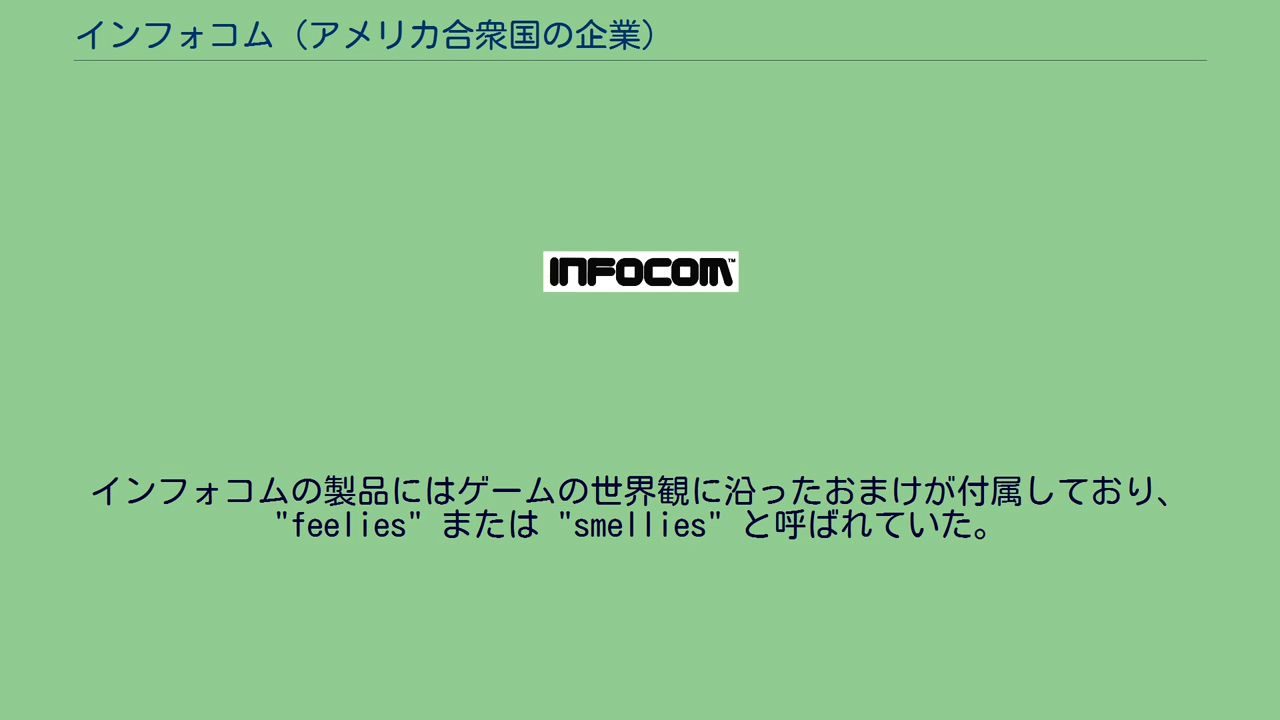 インフォコム（アメリカ合衆国の企業）
INFOCOM™
インフォコムの製品にはゲームの世界観に沿ったおまけが付属しており、
"feelies" または "smellies" と呼ばれていた。